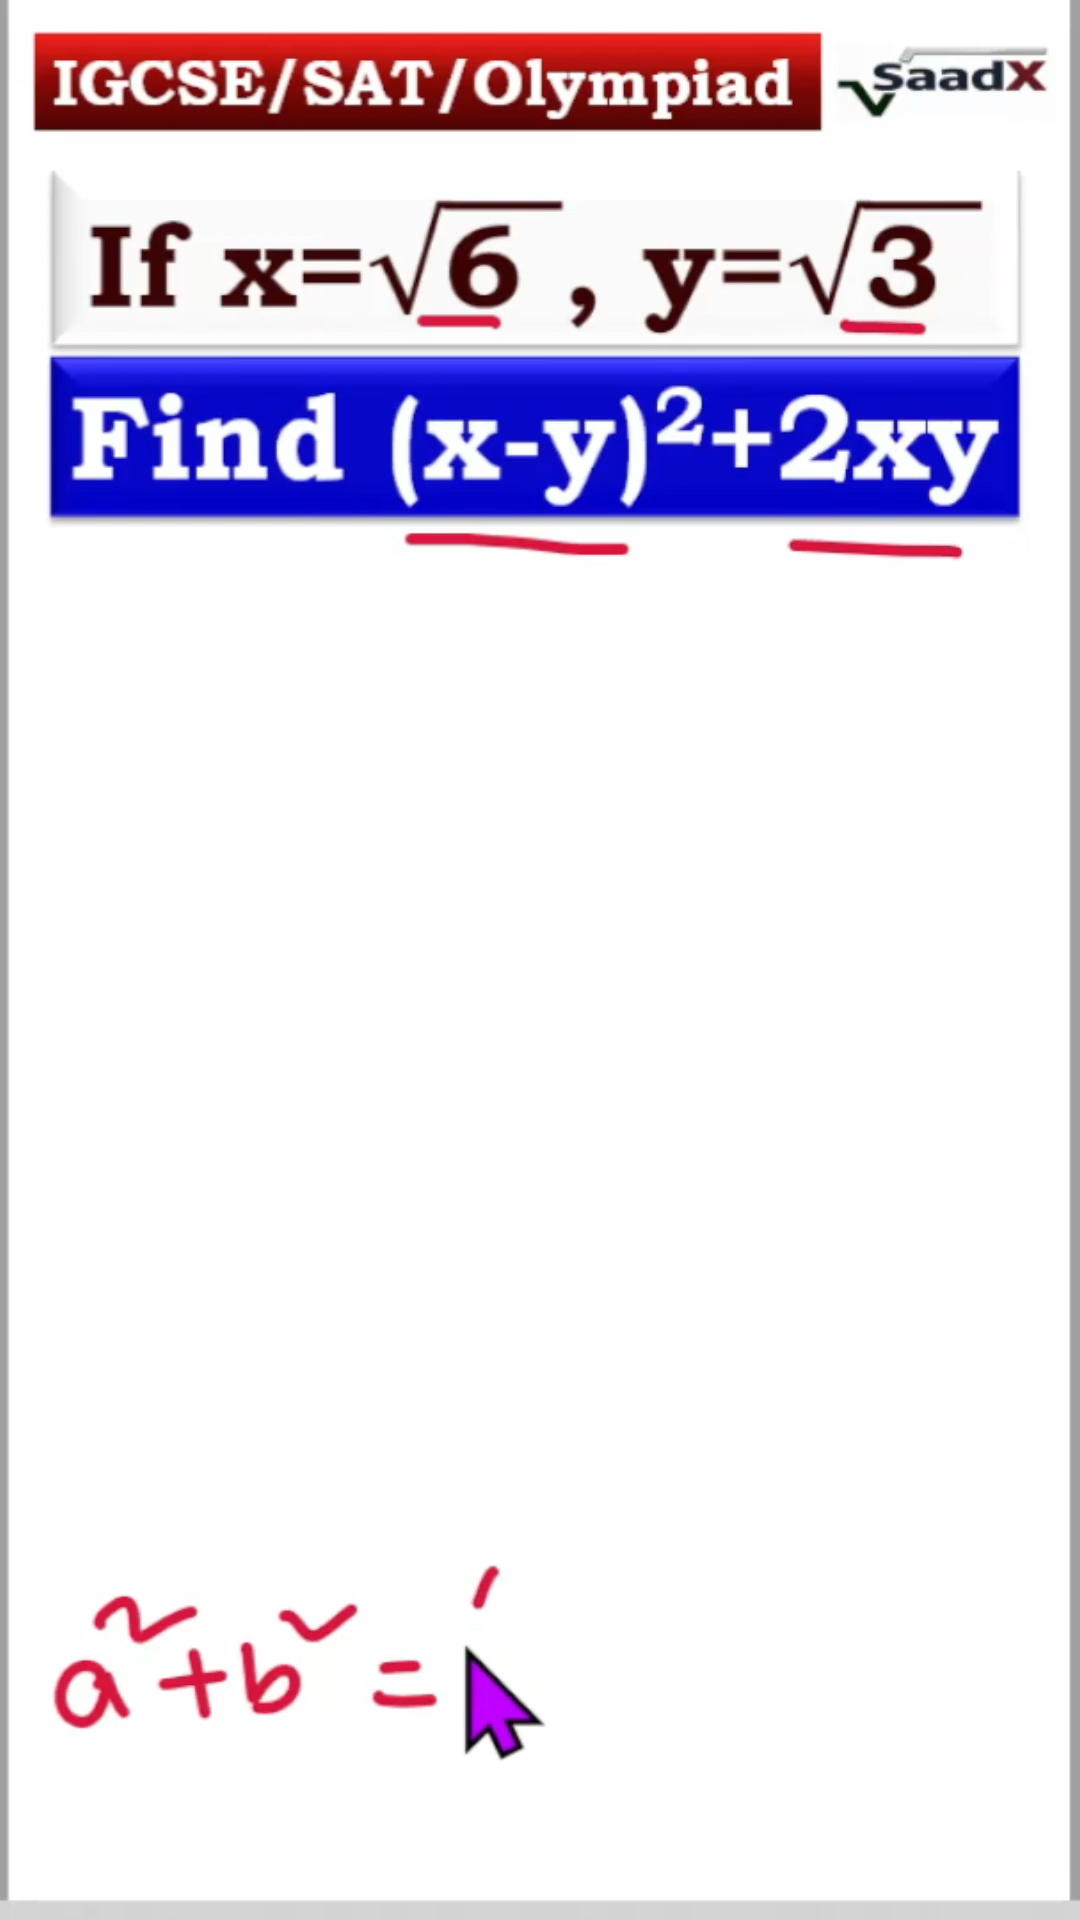 IGCSE/SAT/Olympiad SaadX
If x=√6 , y=√3
Find (x-y)²+2xy
a²+b² = (